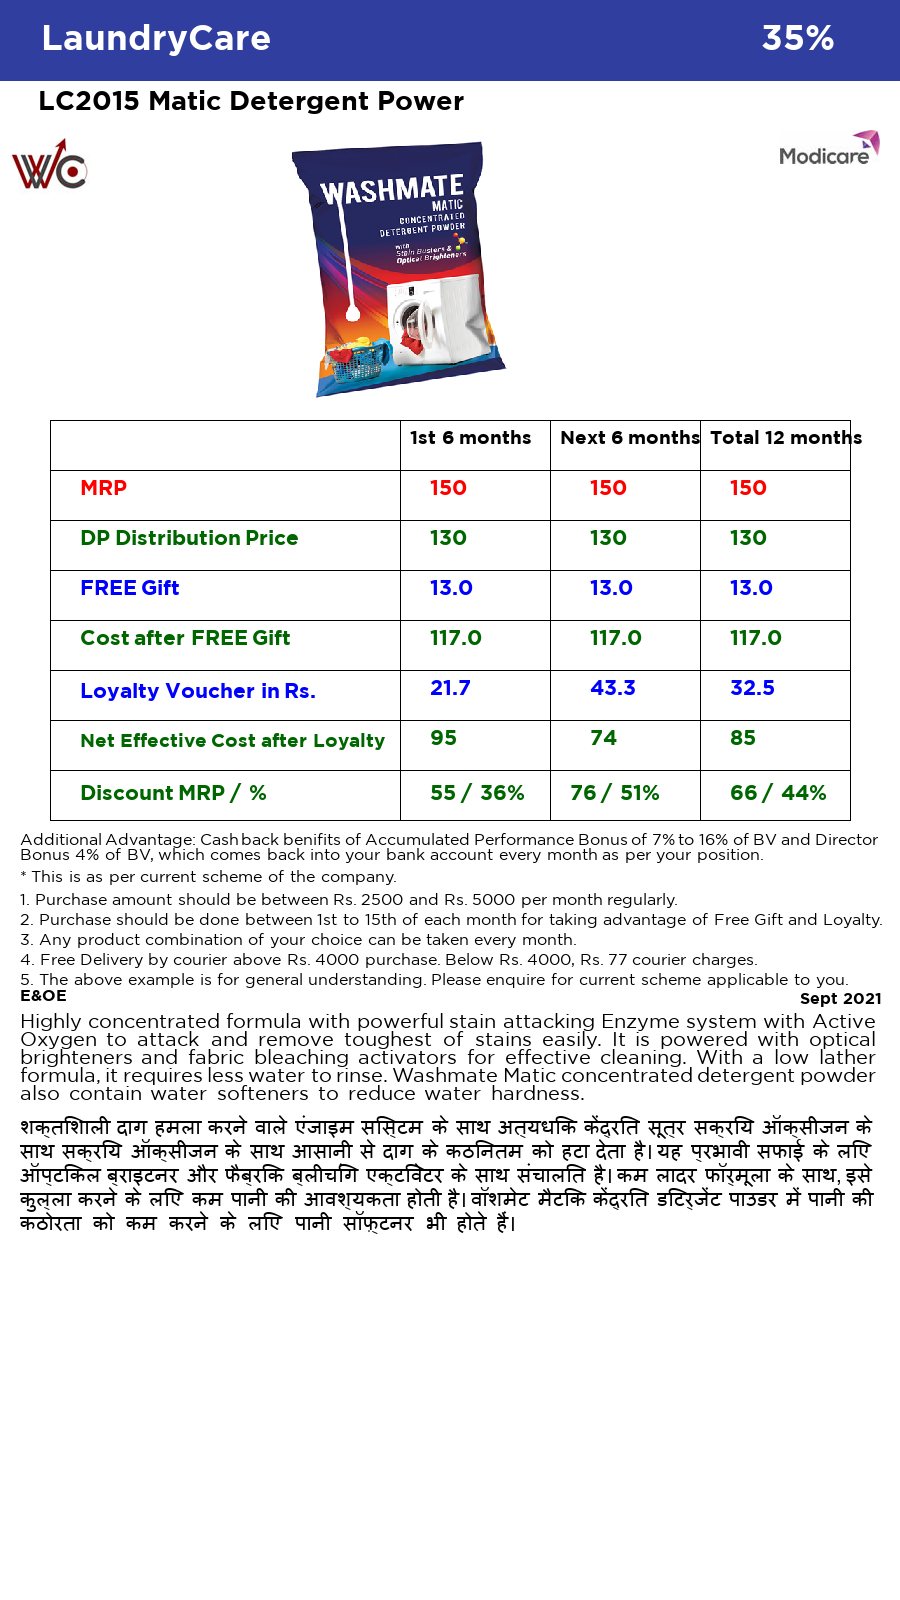 LaundryCare 35%
LC2015 Matic Detergent Power
WC
Modicare
WASHMATE
MATIC
CONCENTRATED
DETERGENT POWDER
with
Stain Busters &
Optical Brighteners
1st 6 months Next 6 months Total 12 months
MRP 150 150 150
DP Distribution Price 130 130 130
FREE Gift 13.0 13.0 13.0
Cost after FREE Gift 117.0 117.0 117.0
Loyalty Voucher in Rs. 21.7 43.3 32.5
Net Effective Cost after Loyalty 95 74 85
Discount MRP / % 55 / 36% 76 / 51% 66 / 44%
Additional Advantage: Cashback benifits of Accumulated Performance Bonus of 7% to 16% of BV and Director
Bonus 4% of BV, which comes back into your bank account every month as per your position.
* This is as per current scheme of the company.
1. Purchase amount should be between Rs. 2500 and Rs. 5000 per month regularly.
2. Purchase should be done between 1st to 15th of each month for taking advantage of Free Gift and Loyalty.
3. Any product combination of your choice can be taken every month.
4. Free Delivery by courier above Rs. 4000 purchase. Below Rs. 4000, Rs. 77 courier charges.
5. The above example is for general understanding. Please enquire for current scheme applicable to you.
E&OE Sept 2021
Highly concentrated formula with powerful stain attacking Enzyme system with Active
Oxygen to attack and remove toughest of stains easily. It is powered with optical
brighteners and fabric bleaching activators for effective cleaning. With a low lather
formula, it requires less water to rinse. Washmate Matic concentrated detergent powder
also contain water softeners to reduce water hardness.
शक्तिशाली दाग हमला करने वाले एंजाइम सिस्टम के साथ अत्यधिक केंद्रित सूत्र सक्रिय ऑक्सीजन के
साथ सक्रिय ऑक्सीजन के साथ आसानी से दाग के कठिनतम को हटा देता है। यह प्रभावी सफाई के लिए
ऑप्टिकल ब्राइटनर और फैब्रिक ब्लीचिंग एक्टिवेटर के साथ संचालित है। कम लादर फॉर्मूला के साथ, इसे
कुल्ला करने के लिए कम पानी की आवश्यकता होती है। वॉशमेट मैटिक केंद्रित डिटर्जेंट पाउडर में पानी की
कठोरता को कम करने के लिए पानी सॉफ़्टनर भी होते हैं।